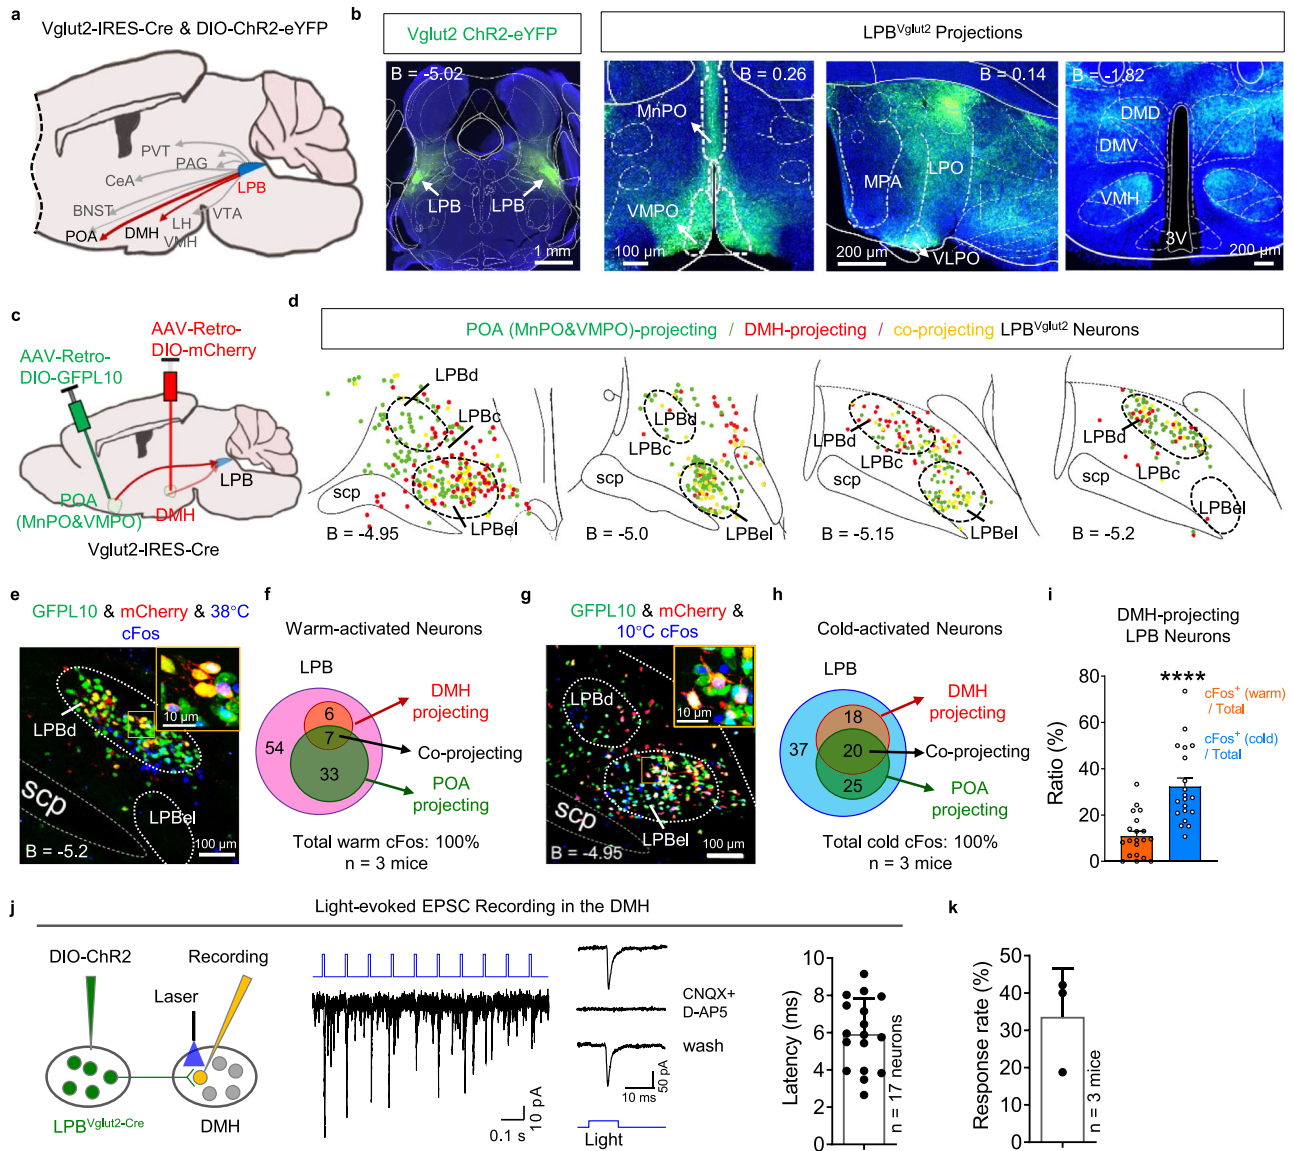 a
Vglut2-IRES-Cre & DIO-ChR2-eYFP
PVT
PAG
CeA
LPB
BNST
VTA
LH
DMH
POA
VMH
b
Vglut2 ChR2-eYFP
LPB^Vglut2 Projections
B = -5.02
LPB
LPB
1 mm
B = 0.26
MnPO
VMPO
100 µm
B = 0.14
LPO
MPA
VLPO
200 µm
B = -1.82
DMD
DMV
VMH
3V
200 µm
c
AAV-Retro-
DIO-mCherry
AAV-Retro-
DIO-GFPL10
LPB
POA
(MnPO&VMPO)
DMH
Vglut2-IRES-Cre
d
POA (MnPO&VMPO)-projecting / DMH-projecting / co-projecting LPB^Vglut2 Neurons
LPBd
LPBc
scp
LPBel
B = -4.95
LPBd
LPBc
scp
LPBel
B = -5.0
LPBd
LPBc
scp
LPBel
B = -5.15
LPBd
LPBc
scp
LPBel
B = -5.2
e
GFPL10 & mCherry & 38°C
cFos
10 µm
LPBd
scp
LPBel
B = -5.2
100 µm
f
Warm-activated Neurons
LPB
DMH
projecting
6
7
54
Co-projecting
33
POA
projecting
Total warm cFos: 100%
n = 3 mice
g
GFPL10 & mCherry &
10°C cFos
LPBd
10 µm
scp
LPBel
B = -4.95
100 µm
h
Cold-activated Neurons
LPB
DMH
projecting
18
37
20
Co-projecting
25
POA
projecting
Total cold cFos: 100%
n = 3 mice
i
DMH-projecting
LPB Neurons
80
60
40
20
0
Ratio (%)
****
cFos⁺ (warm)
/ Total
cFos⁺ (cold)
/ Total
j
Light-evoked EPSC Recording in the DMH
DIO-ChR2
Recording
Laser
LPB^Vglut2-Cre
DMH
0.1 s
10 pA
CNQX+
D-AP5
wash
50 pA
10 ms
Light
10
8
6
4
2
0
Latency (ms)
n = 17 neurons
k
50
40
30
20
10
0
Response rate (%)
n = 3 mice